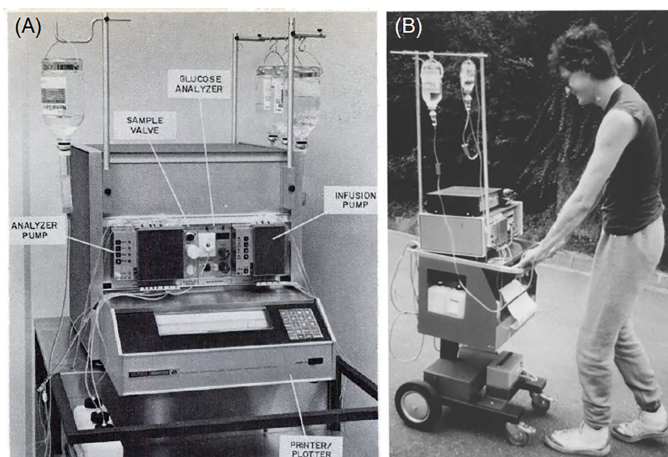 (A)
GLUCOSE
ANALYZER
SAMPLE
VALVE
INFUSION
PUMP
ANALYZER
PUMP
PRINTER/
PLOTTER
(B)